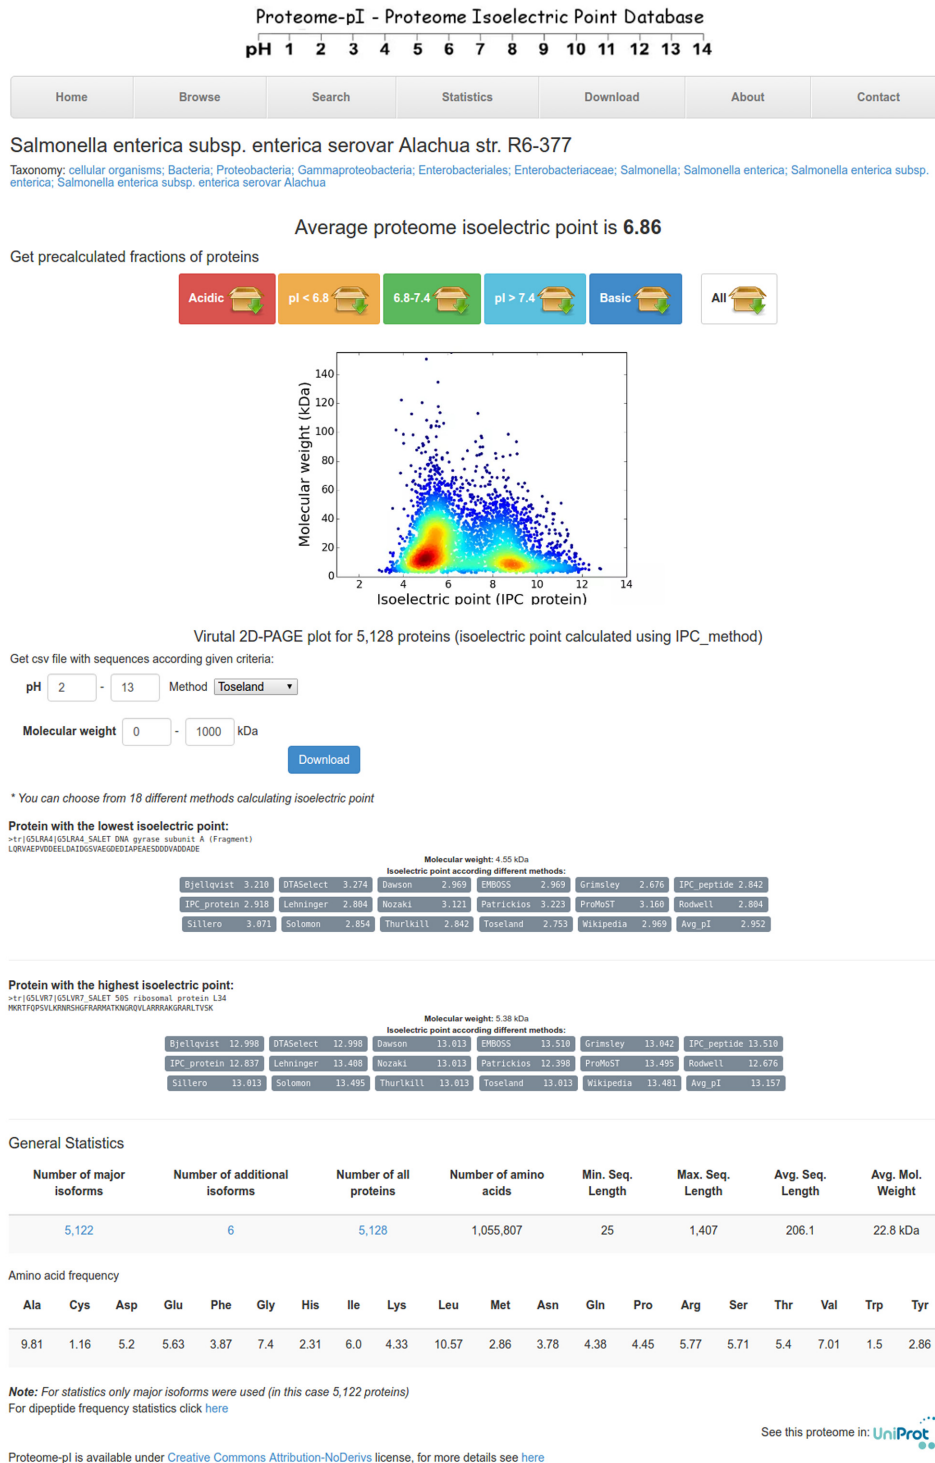 Proteome-pI - Proteome Isoelectric Point Database
pH 1 2 3 4 5 6 7 8 9 10 11 12 13 14
Home Browse Search Statistics Download About Contact
Salmonella enterica subsp. enterica serovar Alachua str. R6-377
Taxonomy: cellular organisms; Bacteria; Proteobacteria; Gammaproteobacteria; Enterobacteriales; Enterobacteriaceae; Salmonella; Salmonella enterica; Salmonella enterica subsp.
enterica; Salmonella enterica subsp. enterica serovar Alachua
Average proteome isoelectric point is 6.86
Get precalculated fractions of proteins
Acidic pI < 6.8 6.8-7.4 pI > 7.4 Basic All
140
120
100
80
60
40
20
0
Molecular weight (kDa)
2 4 6 8 10 12 14
Isoelectric point (IPC_protein)
Virutal 2D-PAGE plot for 5,128 proteins (isoelectric point calculated using IPC_method)
Get csv file with sequences according given criteria:
pH 2 - 13 Method Toseland
Molecular weight 0 - 1000 kDa
Download
* You can choose from 18 different methods calculating isoelectric point
Protein with the lowest isoelectric point:
>tr|G5LRA4|G5LRA4_SALET DNA gyrase subunit A (Fragment)
LQRVAEPVDDEELDAIDGSVAEGDEDIAPEAESDDDVADDADE
Molecular weight: 4.55 kDa
Isoelectric point according different methods:
Bjellqvist 3.210 DTASelect 3.274 Dawson 2.969 EMBOSS 2.969 Grimsley 2.676 IPC_peptide 2.842
IPC_protein 2.918 Lehninger 2.804 Nozaki 3.121 Patrickios 3.223 ProMoST 3.160 Rodwell 2.804
Sillero 3.071 Solomon 2.854 Thurlkill 2.842 Toseland 2.753 Wikipedia 2.969 Avg_pI 2.952
Protein with the highest isoelectric point:
>tr|G5LVR7|G5LVR7_SALET 50S ribosomal protein L34
MKRTFQPSVLKRNRSHGFRARMATKNGRQVLARRRAKGRARLTVSK
Molecular weight: 5.38 kDa
Isoelectric point according different methods:
Bjellqvist 12.998 DTASelect 12.998 Dawson 13.013 EMBOSS 13.510 Grimsley 13.042 IPC_peptide 13.510
IPC_protein 12.837 Lehninger 13.408 Nozaki 13.013 Patrickios 12.398 ProMoST 13.495 Rodwell 12.676
Sillero 13.013 Solomon 13.495 Thurlkill 13.013 Toseland 13.013 Wikipedia 13.481 Avg_pI 13.157
General Statistics
Number of major isoforms Number of additional isoforms Number of all proteins Number of amino acids Min. Seq. Length Max. Seq. Length Avg. Seq. Length Avg. Mol. Weight
5,122 6 5,128 1,055,807 25 1,407 206.1 22.8 kDa
Amino acid frequency
Ala Cys Asp Glu Phe Gly His Ile Lys Leu Met Asn Gln Pro Arg Ser Thr Val Trp Tyr
9.81 1.16 5.2 5.63 3.87 7.4 2.31 6.0 4.33 10.57 2.86 3.78 4.38 4.45 5.77 5.71 5.4 7.01 1.5 2.86
Note: For statistics only major isoforms were used (in this case 5,122 proteins)
For dipeptide frequency statistics click here
See this proteome in: UniProt
Proteome-pI is available under Creative Commons Attribution-NoDerivs license, for more details see here